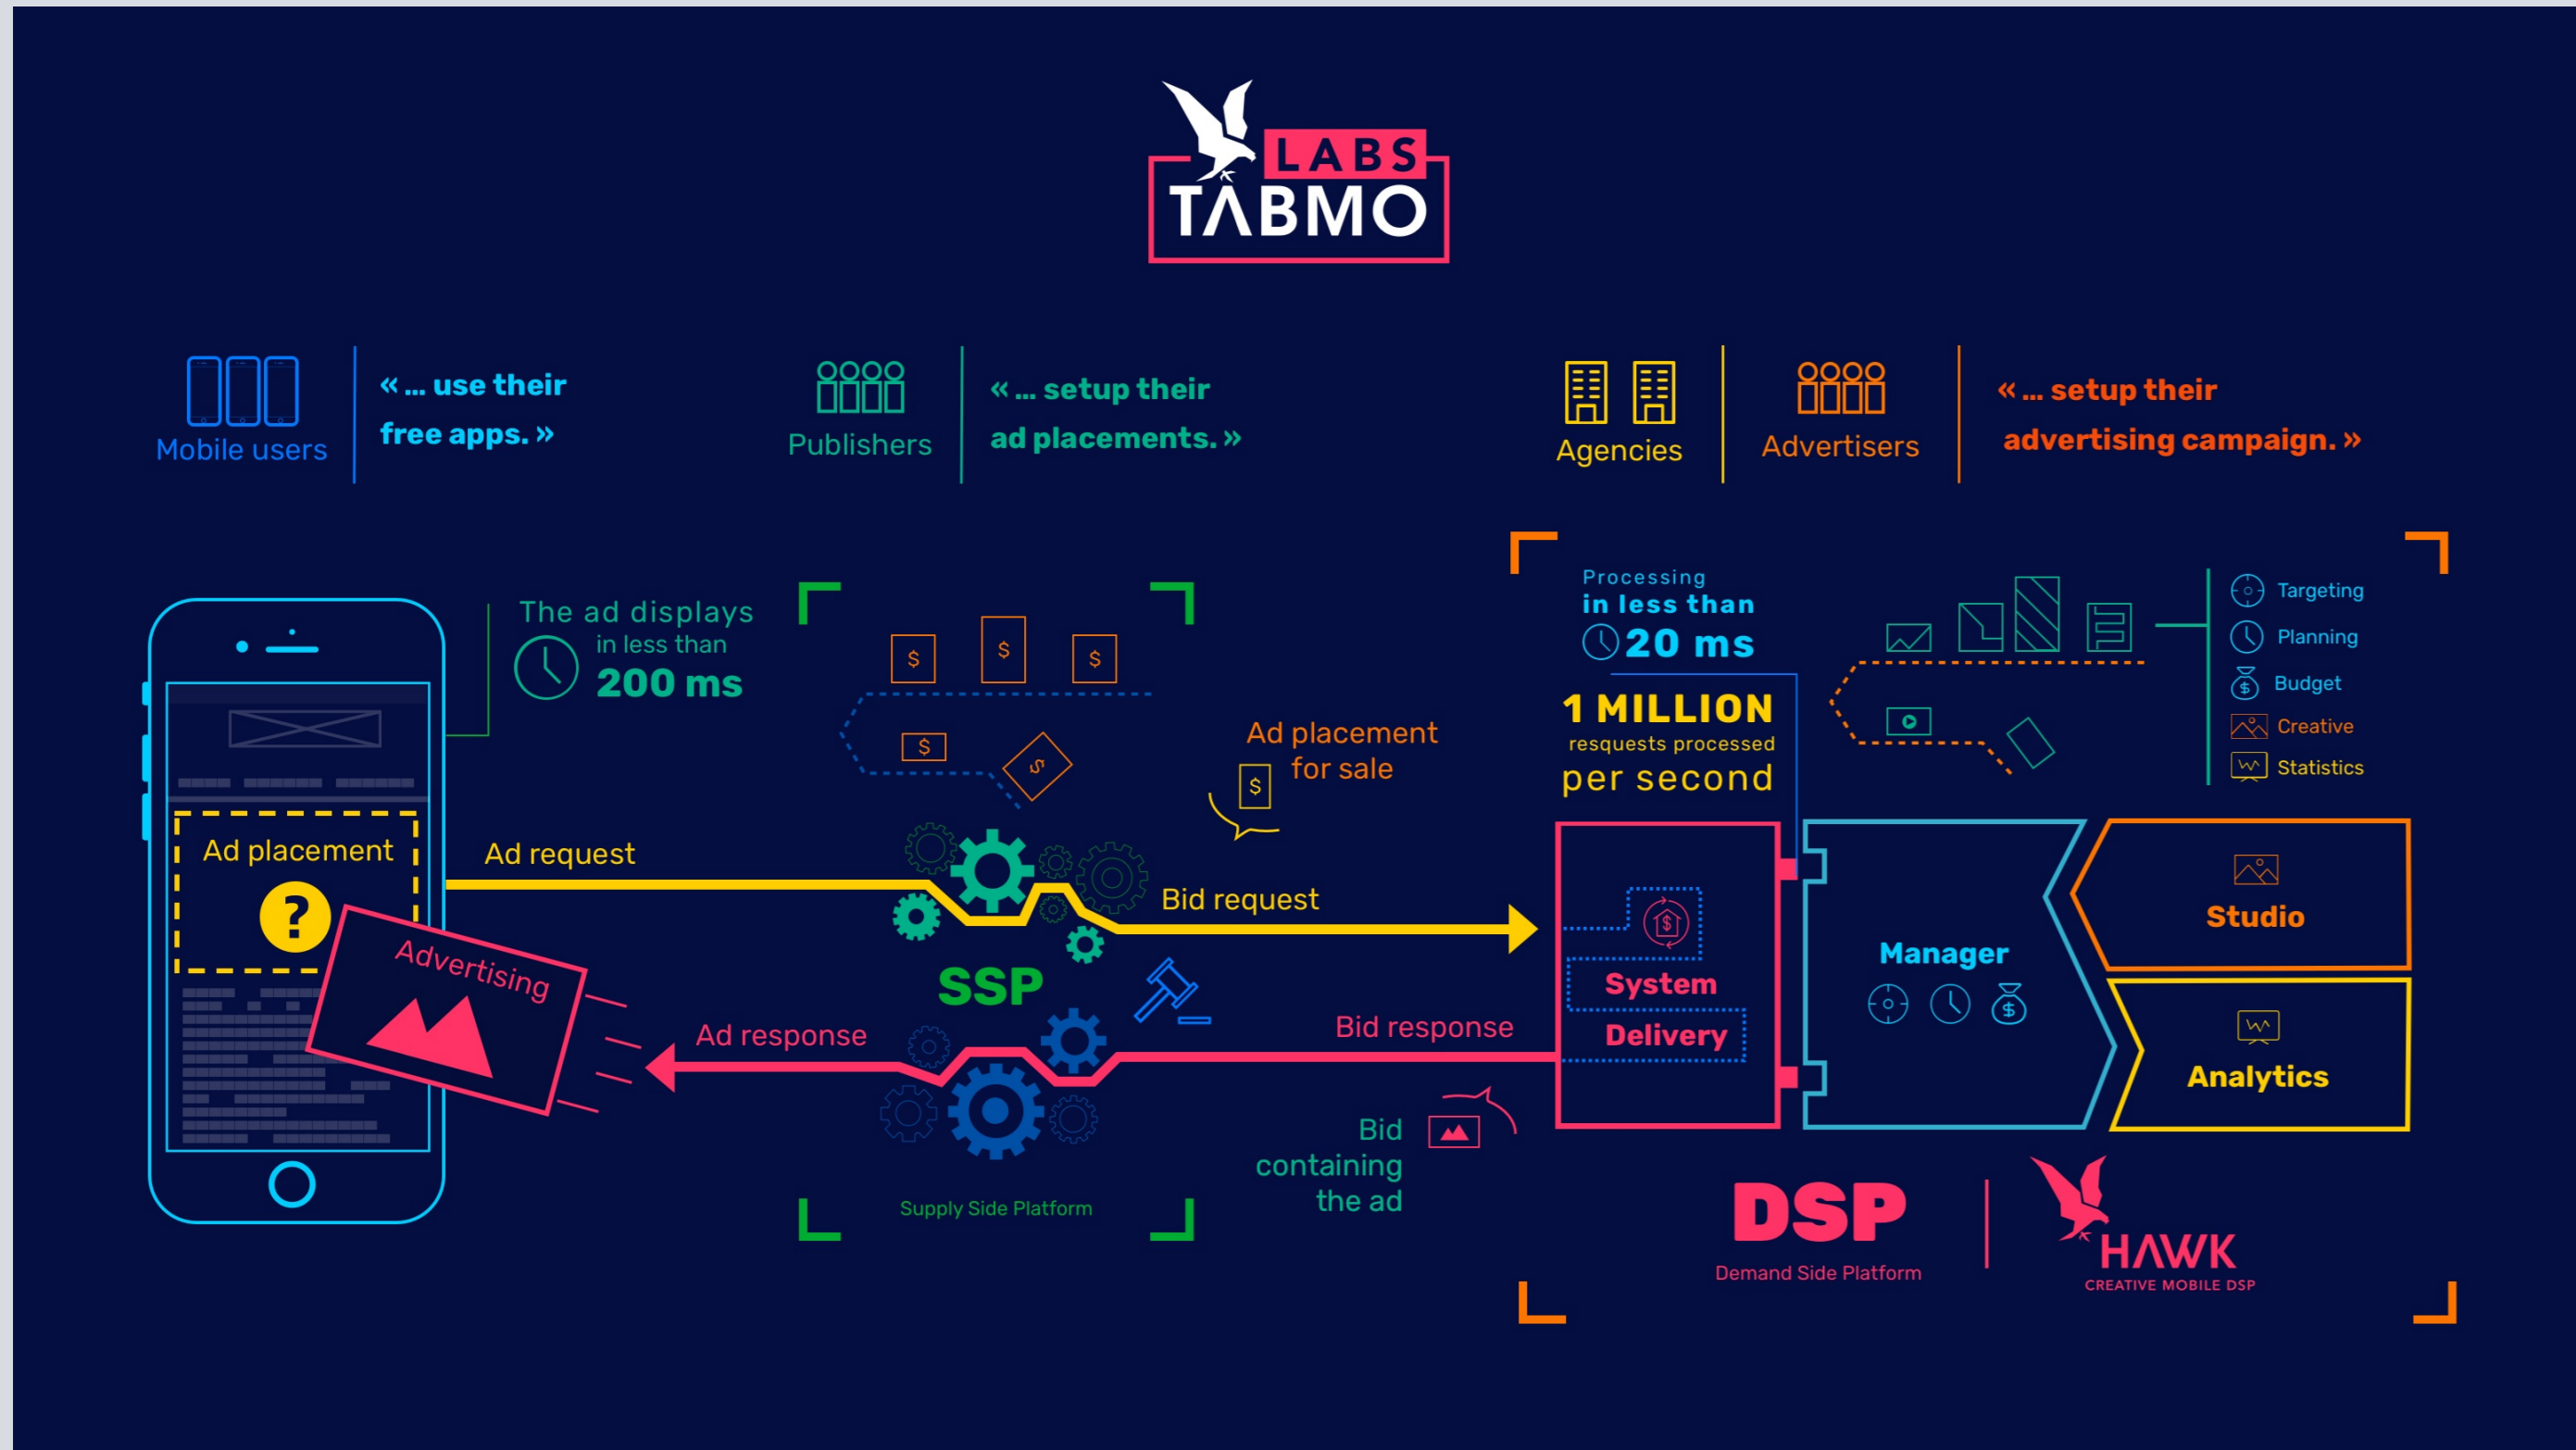 LABS
TABMO
Mobile users
« ... use their
free apps. »
Publishers
« ... setup their
ad placements. »
Agencies
Advertisers
« ... setup their
advertising campaign. »
The ad displays
in less than
200 ms
Ad placement
?
Advertising
Ad request
Ad response
$ $ $
$ $
SSP
Supply Side Platform
Ad placement
for sale
$
Bid request
Bid response
Bid
containing
the ad
Processing
in less than
20 ms
1 MILLION
resquests processed
per second
Targeting
Planning
$ Budget
Creative
Statistics
$
System
Delivery
Manager
$
Studio
Analytics
DSP
Demand Side Platform
HAWK
CREATIVE MOBILE DSP